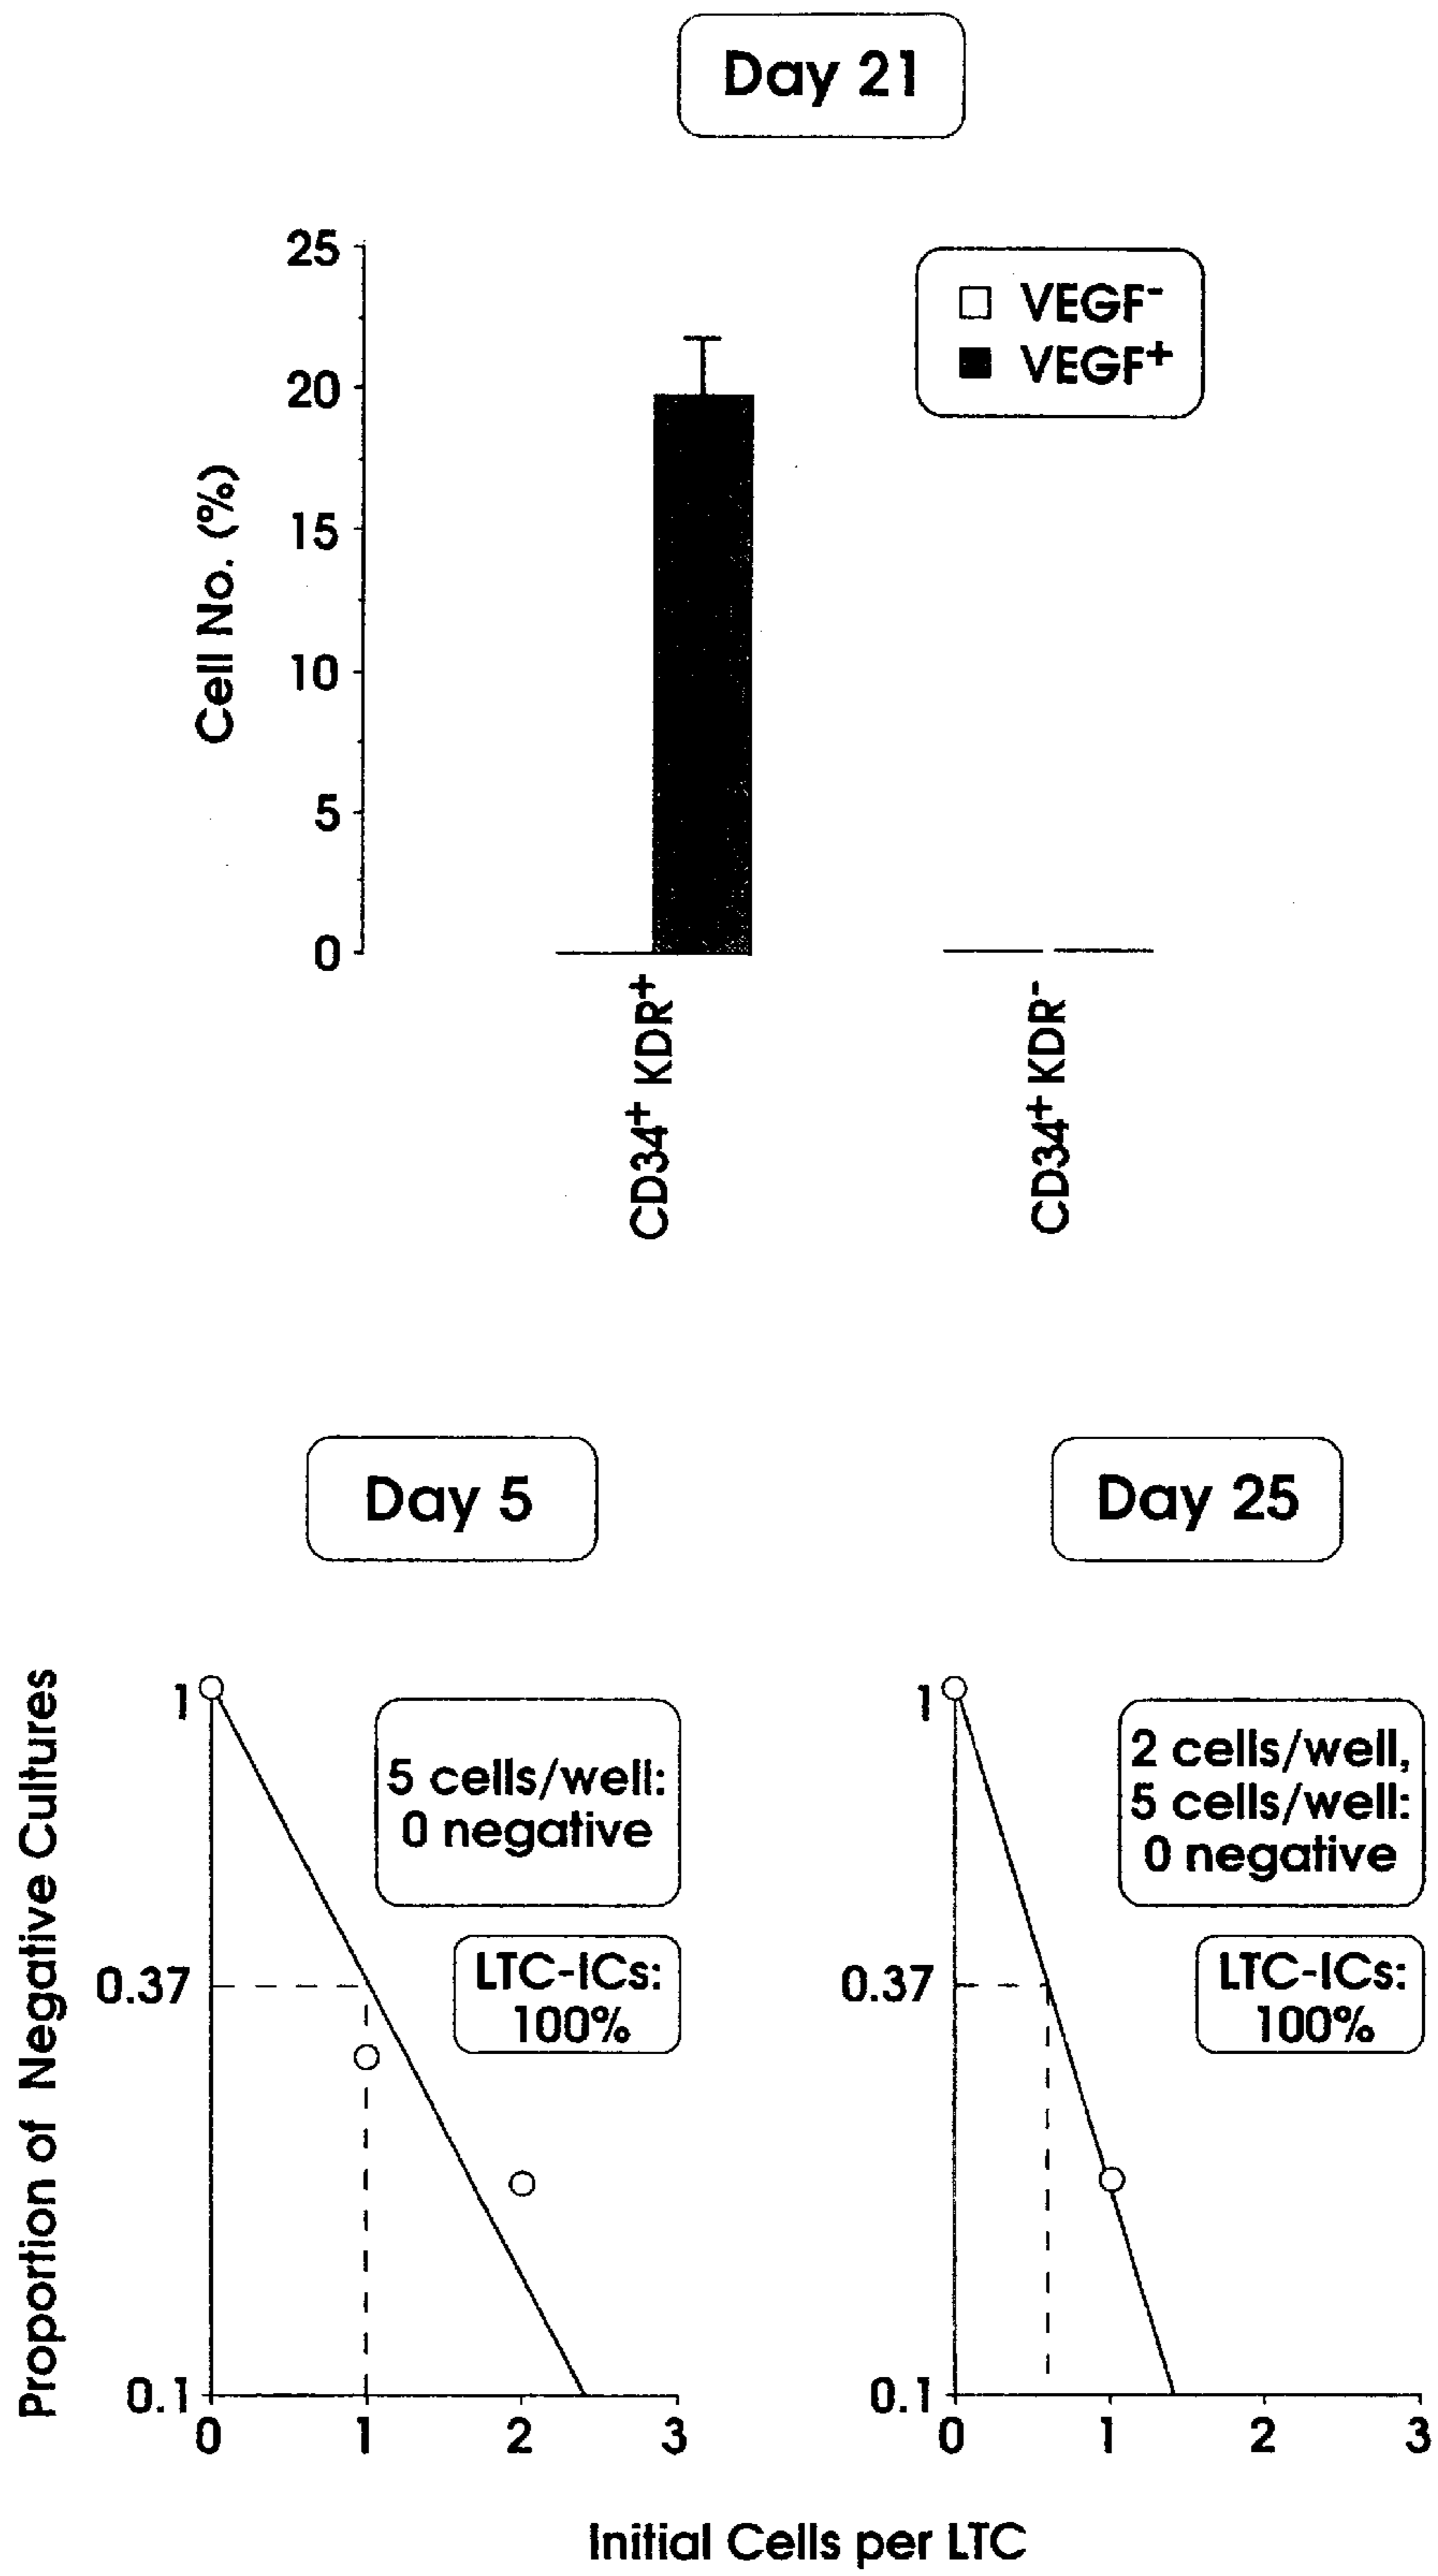 Day 21
25
20
15
10
5
0
Cell No. (%)
VEGF⁻
VEGF⁺
CD34⁺ KDR⁺
CD34⁺ KDR⁻
Day 5
Day 25
Proportion of Negative Cultures
1
0.37
0.1
0 1 2 3
5 cells/well:
0 negative
LTC-ICs:
100%
1
0.37
0.1
0 1 2 3
2 cells/well,
5 cells/well:
0 negative
LTC-ICs:
100%
Initial Cells per LTC